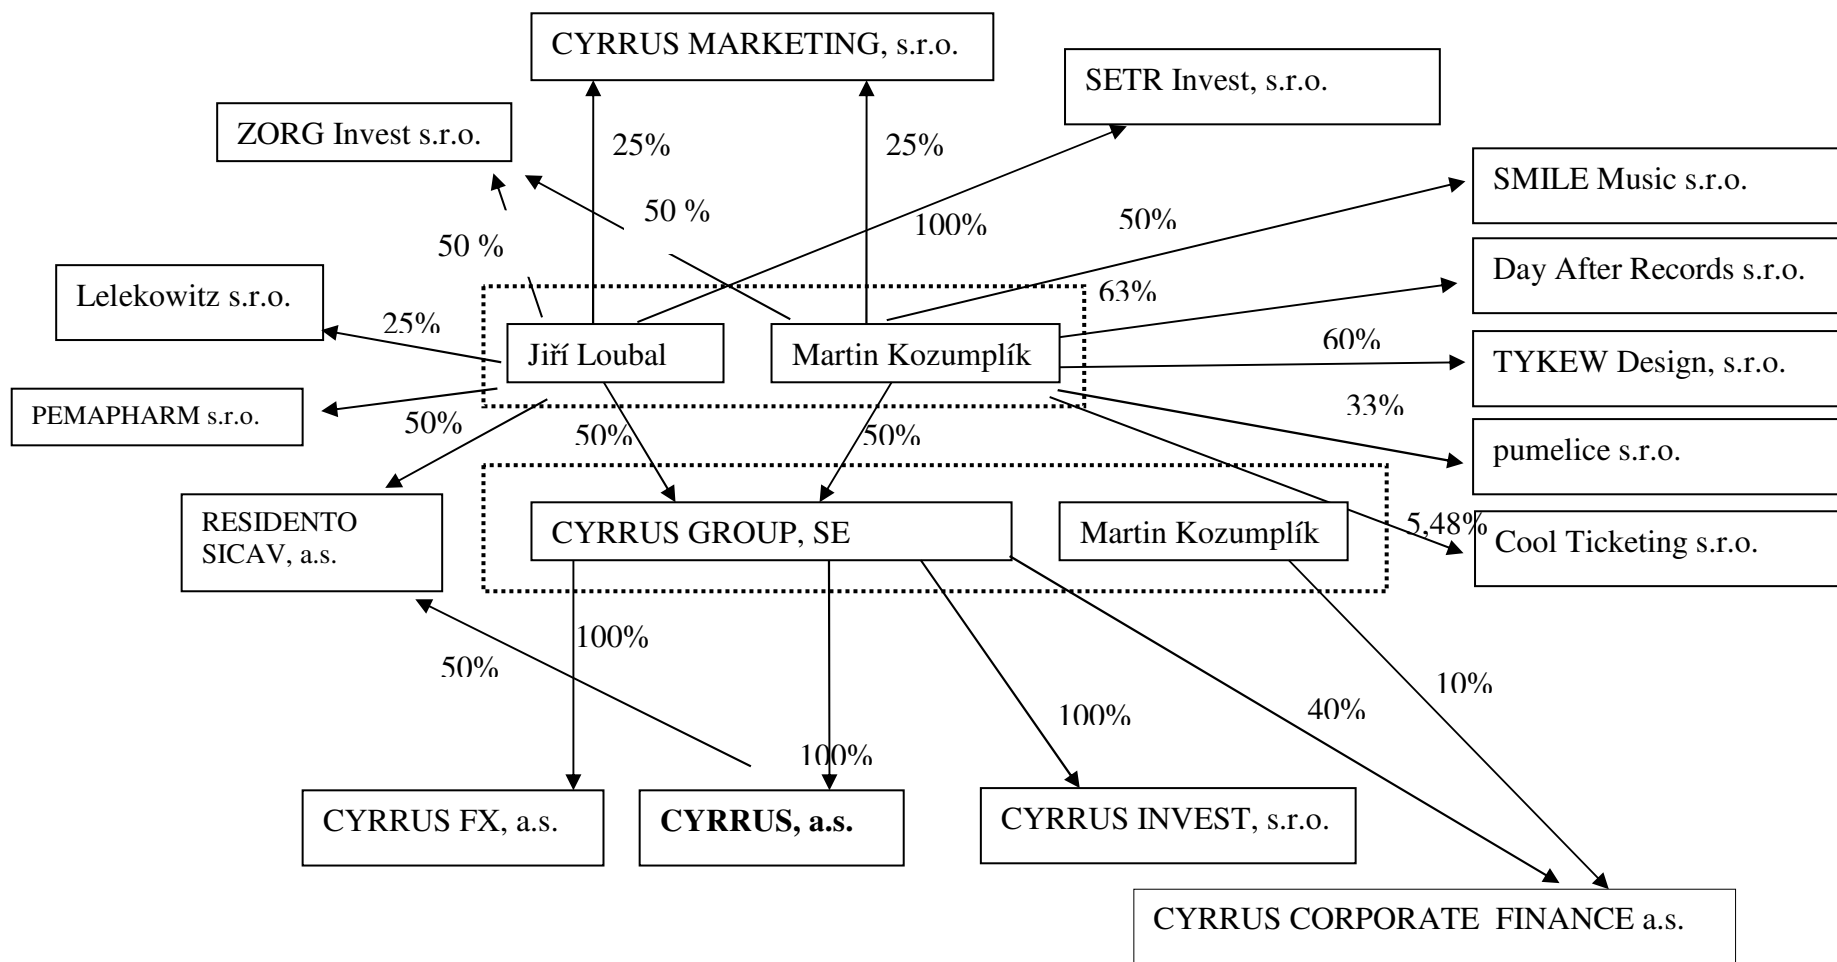 CYRRUS MARKETING, s.r.o.
SETR Invest, s.r.o.
ZORG Invest s.r.o.
25%
25%
SMILE Music s.r.o.
50 %
50%
100%
50 %
Day After Records s.r.o.
Lelekowitz s.r.o.
63%
25%
60%
Jiří Loubal
Martin Kozumplík
TYKEW Design, s.r.o.
PEMAPHARM s.r.o.
33%
50%
50%
50%
pumelice s.r.o.
RESIDENTO
SICAV, a.s.
CYRRUS GROUP, SE
Martin Kozumplík
5,48%
Cool Ticketing s.r.o.
100%
50%
10%
100%
40%
100%
CYRRUS FX, a.s.
CYRRUS, a.s.
CYRRUS INVEST, s.r.o.
CYRRUS CORPORATE FINANCE a.s.